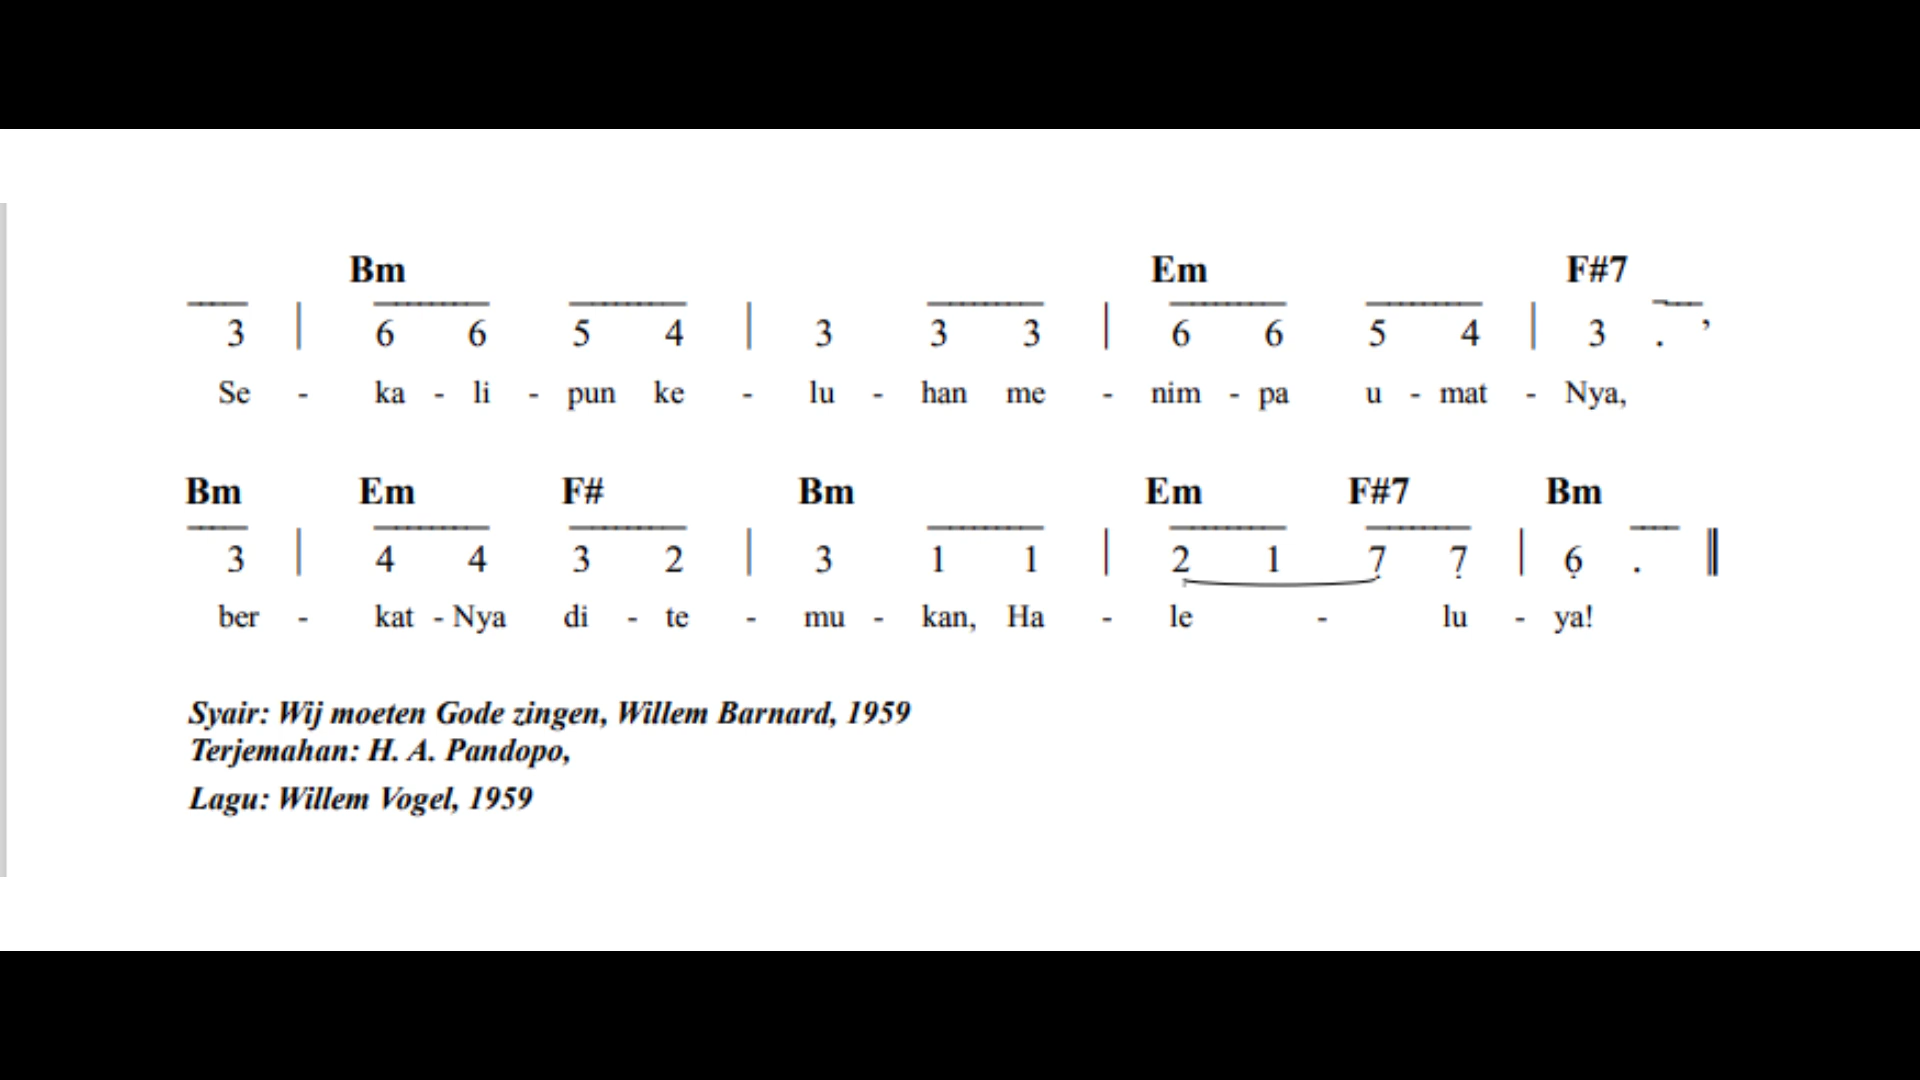 Bm Em F#7
3 | 6 6 5 4 | 3 3 3 | 6 6 5 4 | 3 . ’
Se - ka - li - pun ke - lu - han me - nim - pa u - mat - Nya,
Bm Em F# Bm Em F#7 Bm
3 | 4 4 3 2 | 3 1 1 | 2 1 7̣ 7̣ | 6̣ . ‖
ber - kat - Nya di - te - mu - kan, Ha - le - lu - ya!
Syair: Wij moeten Gode zingen, Willem Barnard, 1959
Terjemahan: H. A. Pandopo,
Lagu: Willem Vogel, 1959